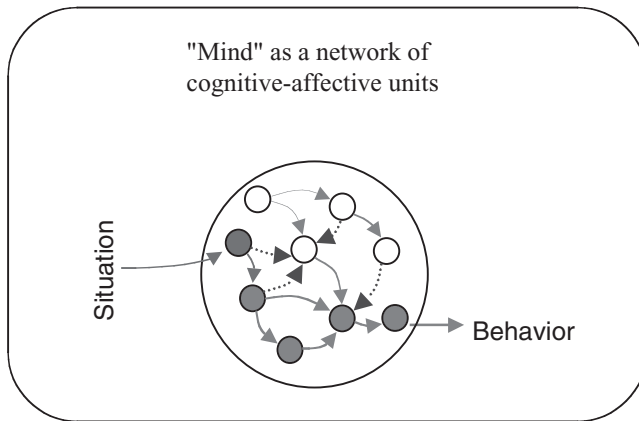 "Mind" as a network of
cognitive-affective units
Situation
Behavior